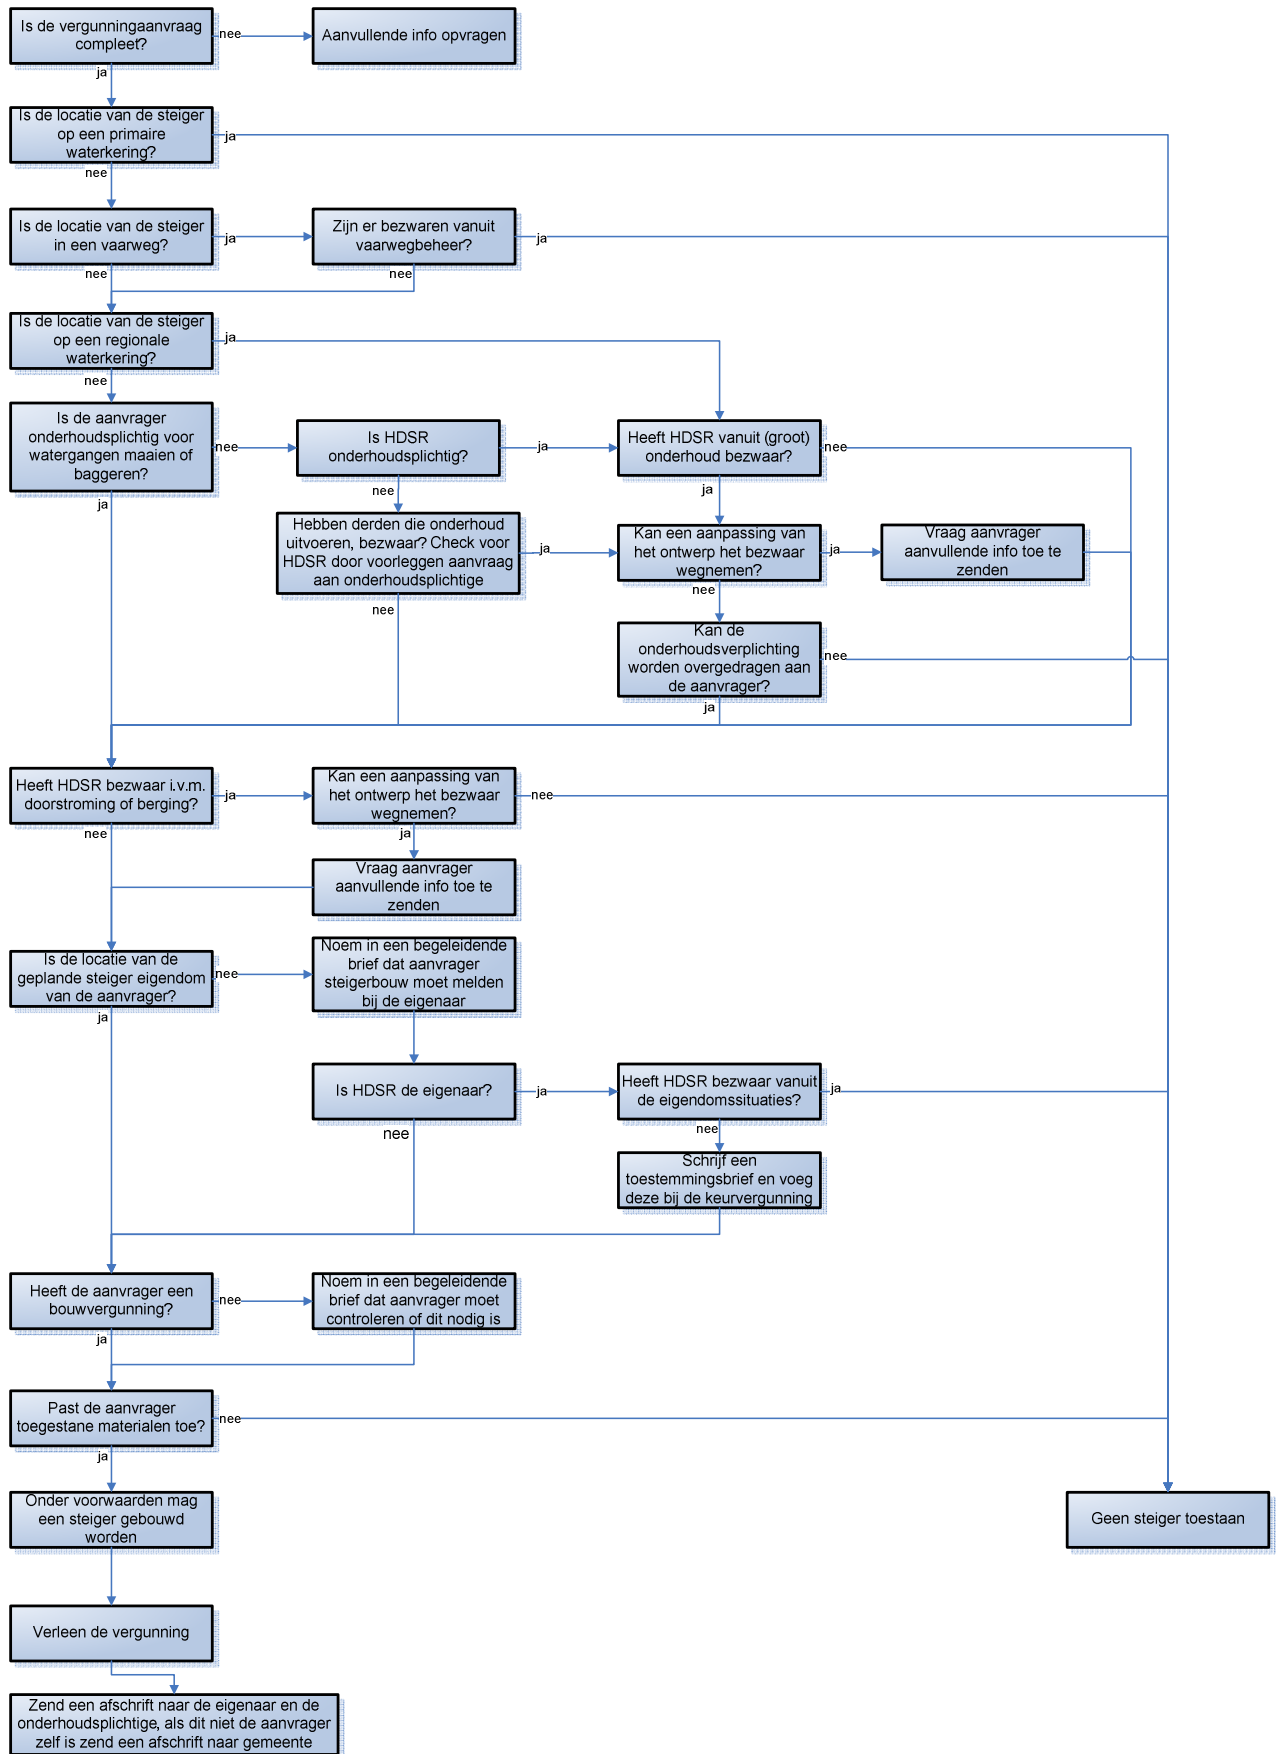 Is de vergunningaanvraag
compleet?
nee
Aanvullende info opvragen
ja
Is de locatie van de steiger
op een primaire
waterkering?
ja
nee
Is de locatie van de steiger
in een vaarweg?
ja
Zijn er bezwaren vanuit
vaarwegbeheer?
ja
nee
nee
Is de locatie van de steiger
op een regionale
waterkering?
ja
nee
Is de aanvrager
onderhoudsplichtig voor
watergangen maaien of
baggeren?
nee
Is HDSR
onderhoudsplichtig?
ja
Heeft HDSR vanuit (groot)
onderhoud bezwaar?
nee
ja
nee
ja
Hebben derden die onderhoud
uitvoeren, bezwaar? Check voor
HDSR door voorleggen aanvraag
aan onderhoudsplichtige
ja
Kan een aanpassing van
het ontwerp het bezwaar
wegnemen?
ja
Vraag aanvrager
aanvullende info toe te
zenden
nee
nee
Kan de
onderhoudsverplichting
worden overgedragen aan
de aanvrager?
nee
ja
Heeft HDSR bezwaar i.v.m.
doorstroming of berging?
ja
Kan een aanpassing van
het ontwerp het bezwaar
wegnemen?
nee
nee
ja
Vraag aanvrager
aanvullende info toe te
zenden
Is de locatie van de
geplande steiger eigendom
van de aanvrager?
nee
Noem in een begeleidende
brief dat aanvrager
steigerbouw moet melden
bij de eigenaar
ja
Is HDSR de eigenaar?
ja
Heeft HDSR bezwaar vanuit
de eigendomssituaties?
ja
nee
nee
Schrijf een
toestemmingsbrief en voeg
deze bij de keurvergunning
Heeft de aanvrager een
bouwvergunning?
nee
Noem in een begeleidende
brief dat aanvrager moet
controleren of dit nodig is
ja
Past de aanvrager
toegestane materialen toe?
nee
ja
Onder voorwaarden mag
een steiger gebouwd
worden
Geen steiger toestaan
Verleen de vergunning
Zend een afschrift naar de eigenaar en de
onderhoudsplichtige, als dit niet de aanvrager
zelf is zend een afschrift naar gemeente